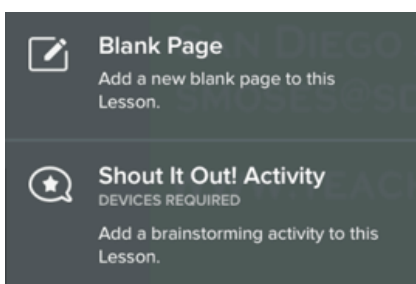 Blank Page
Add a new blank page to this
Lesson.
Shout It Out! Activity
DEVICES REQUIRED
Add a brainstorming activity to this
Lesson.